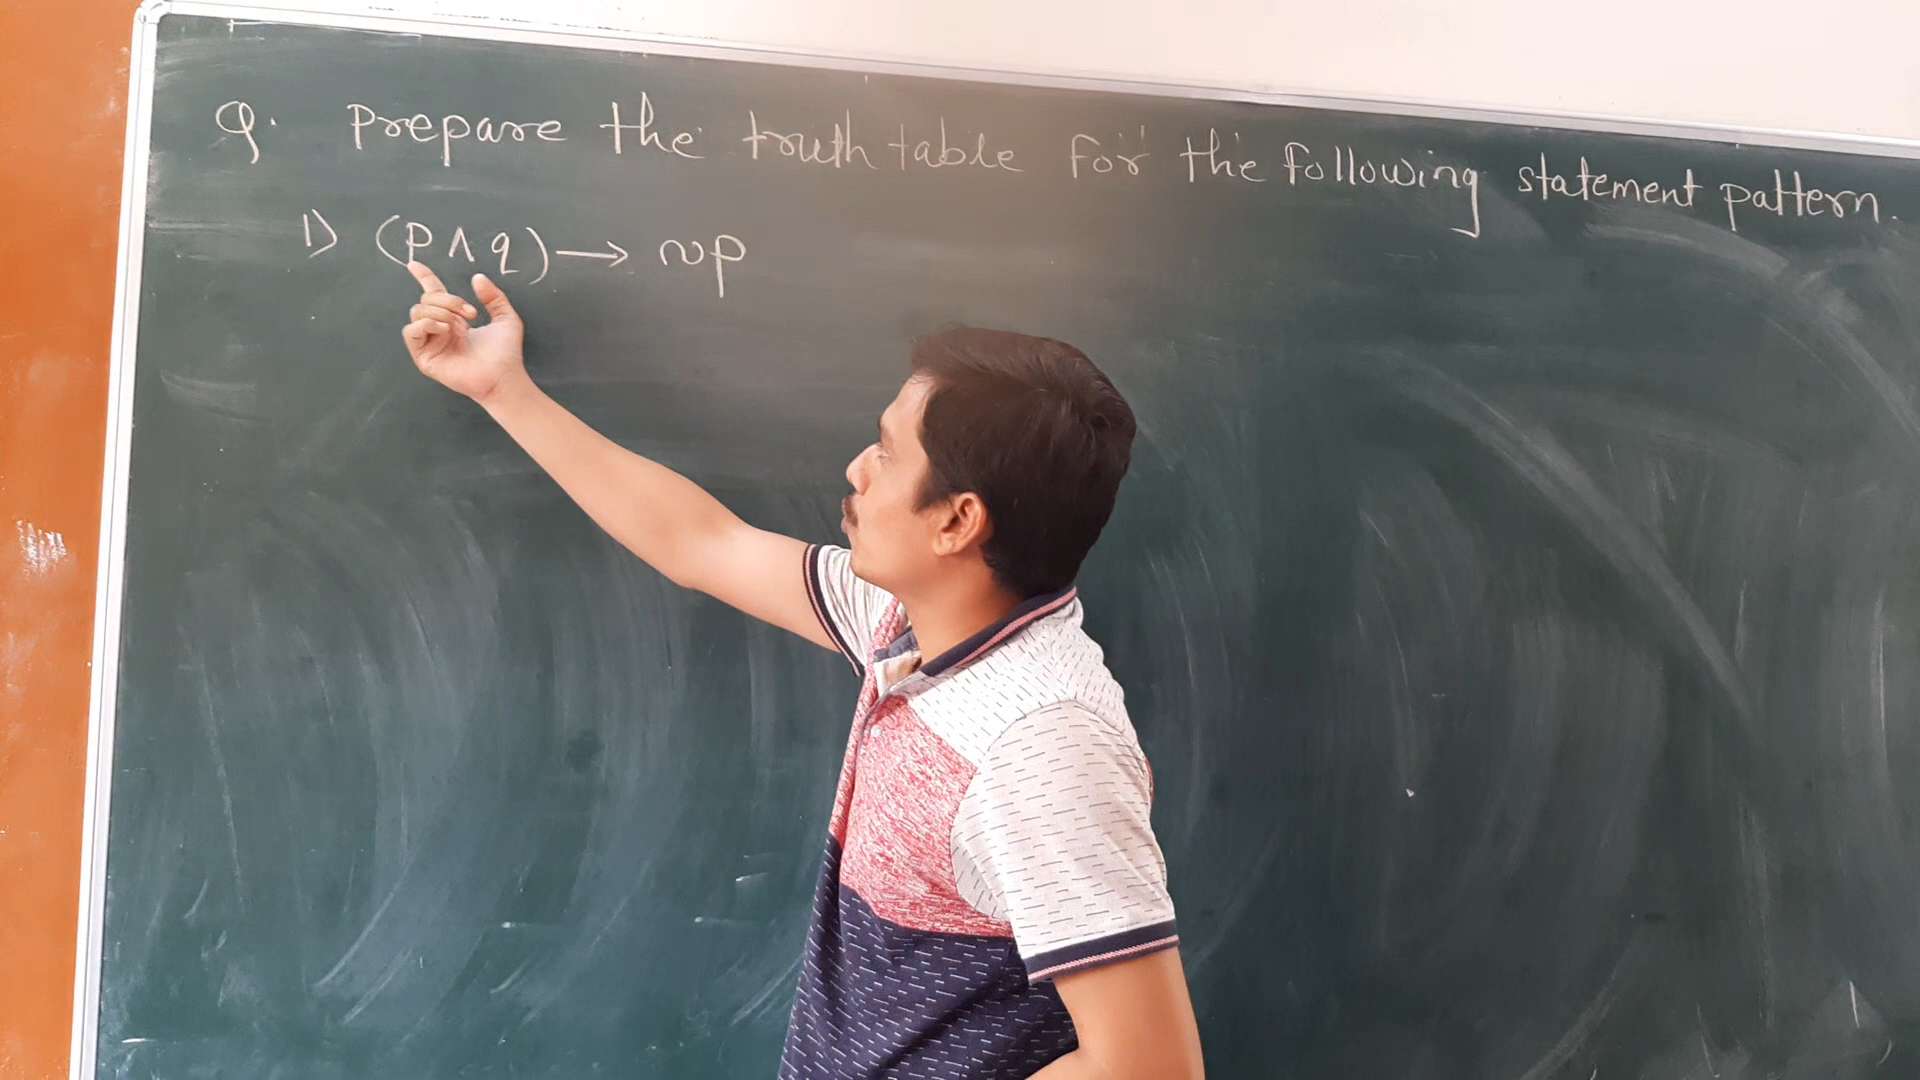 Q. Prepare the truth table for the following statement pattern.
1) (p ∧ q) → ~p